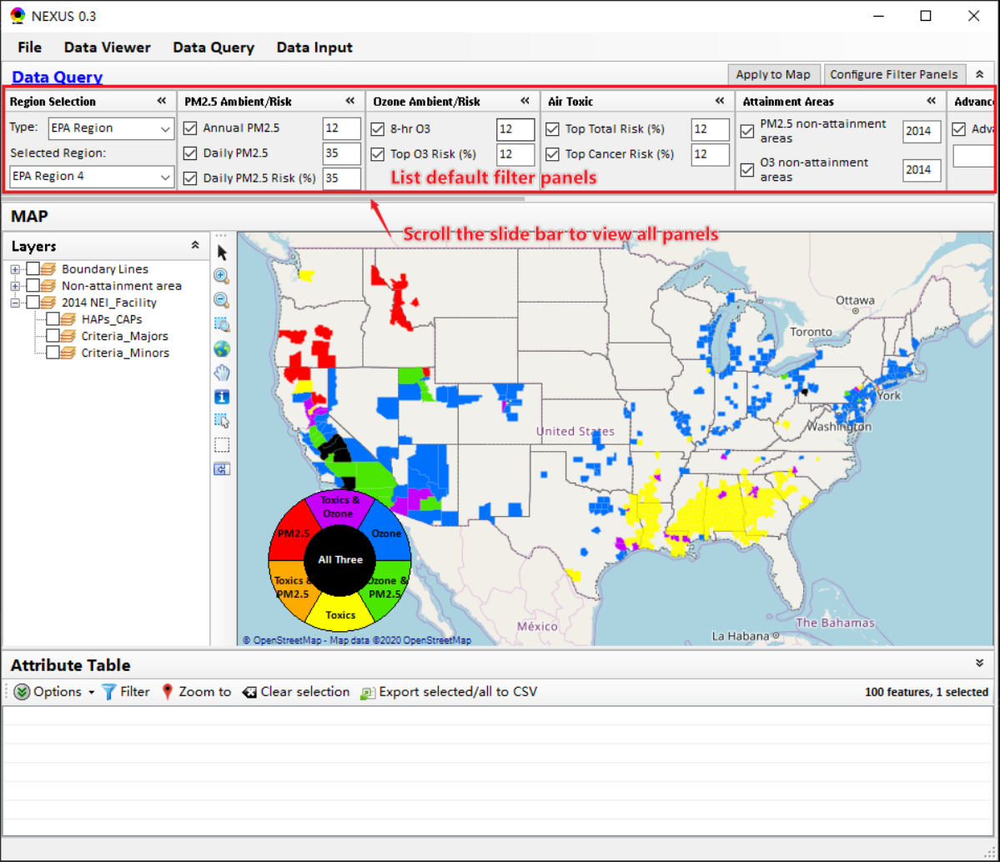 NEXUS 0.3
File Data Viewer Data Query Data Input
Data Query Apply to Map Configure Filter Panels
Region Selection
Type: EPA Region
Selected Region:
EPA Region 4
PM2.5 Ambient/Risk
Annual PM2.5 12
Daily PM2.5 35
Daily PM2.5 Risk (%) 35
Ozone Ambient/Risk
8-hr O3 12
Top O3 Risk (%) 12
Air Toxic
Top Total Risk (%) 12
Top Cancer Risk (%) 12
Attainment Areas
PM2.5 non-attainment
areas 2014
O3 non-attainment
areas 2014
Advanc
Adva
List default filter panels
Scroll the slide bar to view all panels
MAP
Layers
Boundary Lines
Non-attainment area
2014 NEI_Facility
HAPs_CAPs
Criteria_Majors
Criteria_Minors
Ottawa
Toronto
York
Washington
United States
México
La Habana
The Bahamas
Toxics &
Ozone
PM2.5
Ozone
All Three
Toxics &
PM2.5
Ozone &
PM2.5
Toxics
© OpenStreetMap - Map data ©2020 OpenStreetMap
Attribute Table
Options Filter Zoom to Clear selection Export selected/all to CSV 100 features, 1 selected